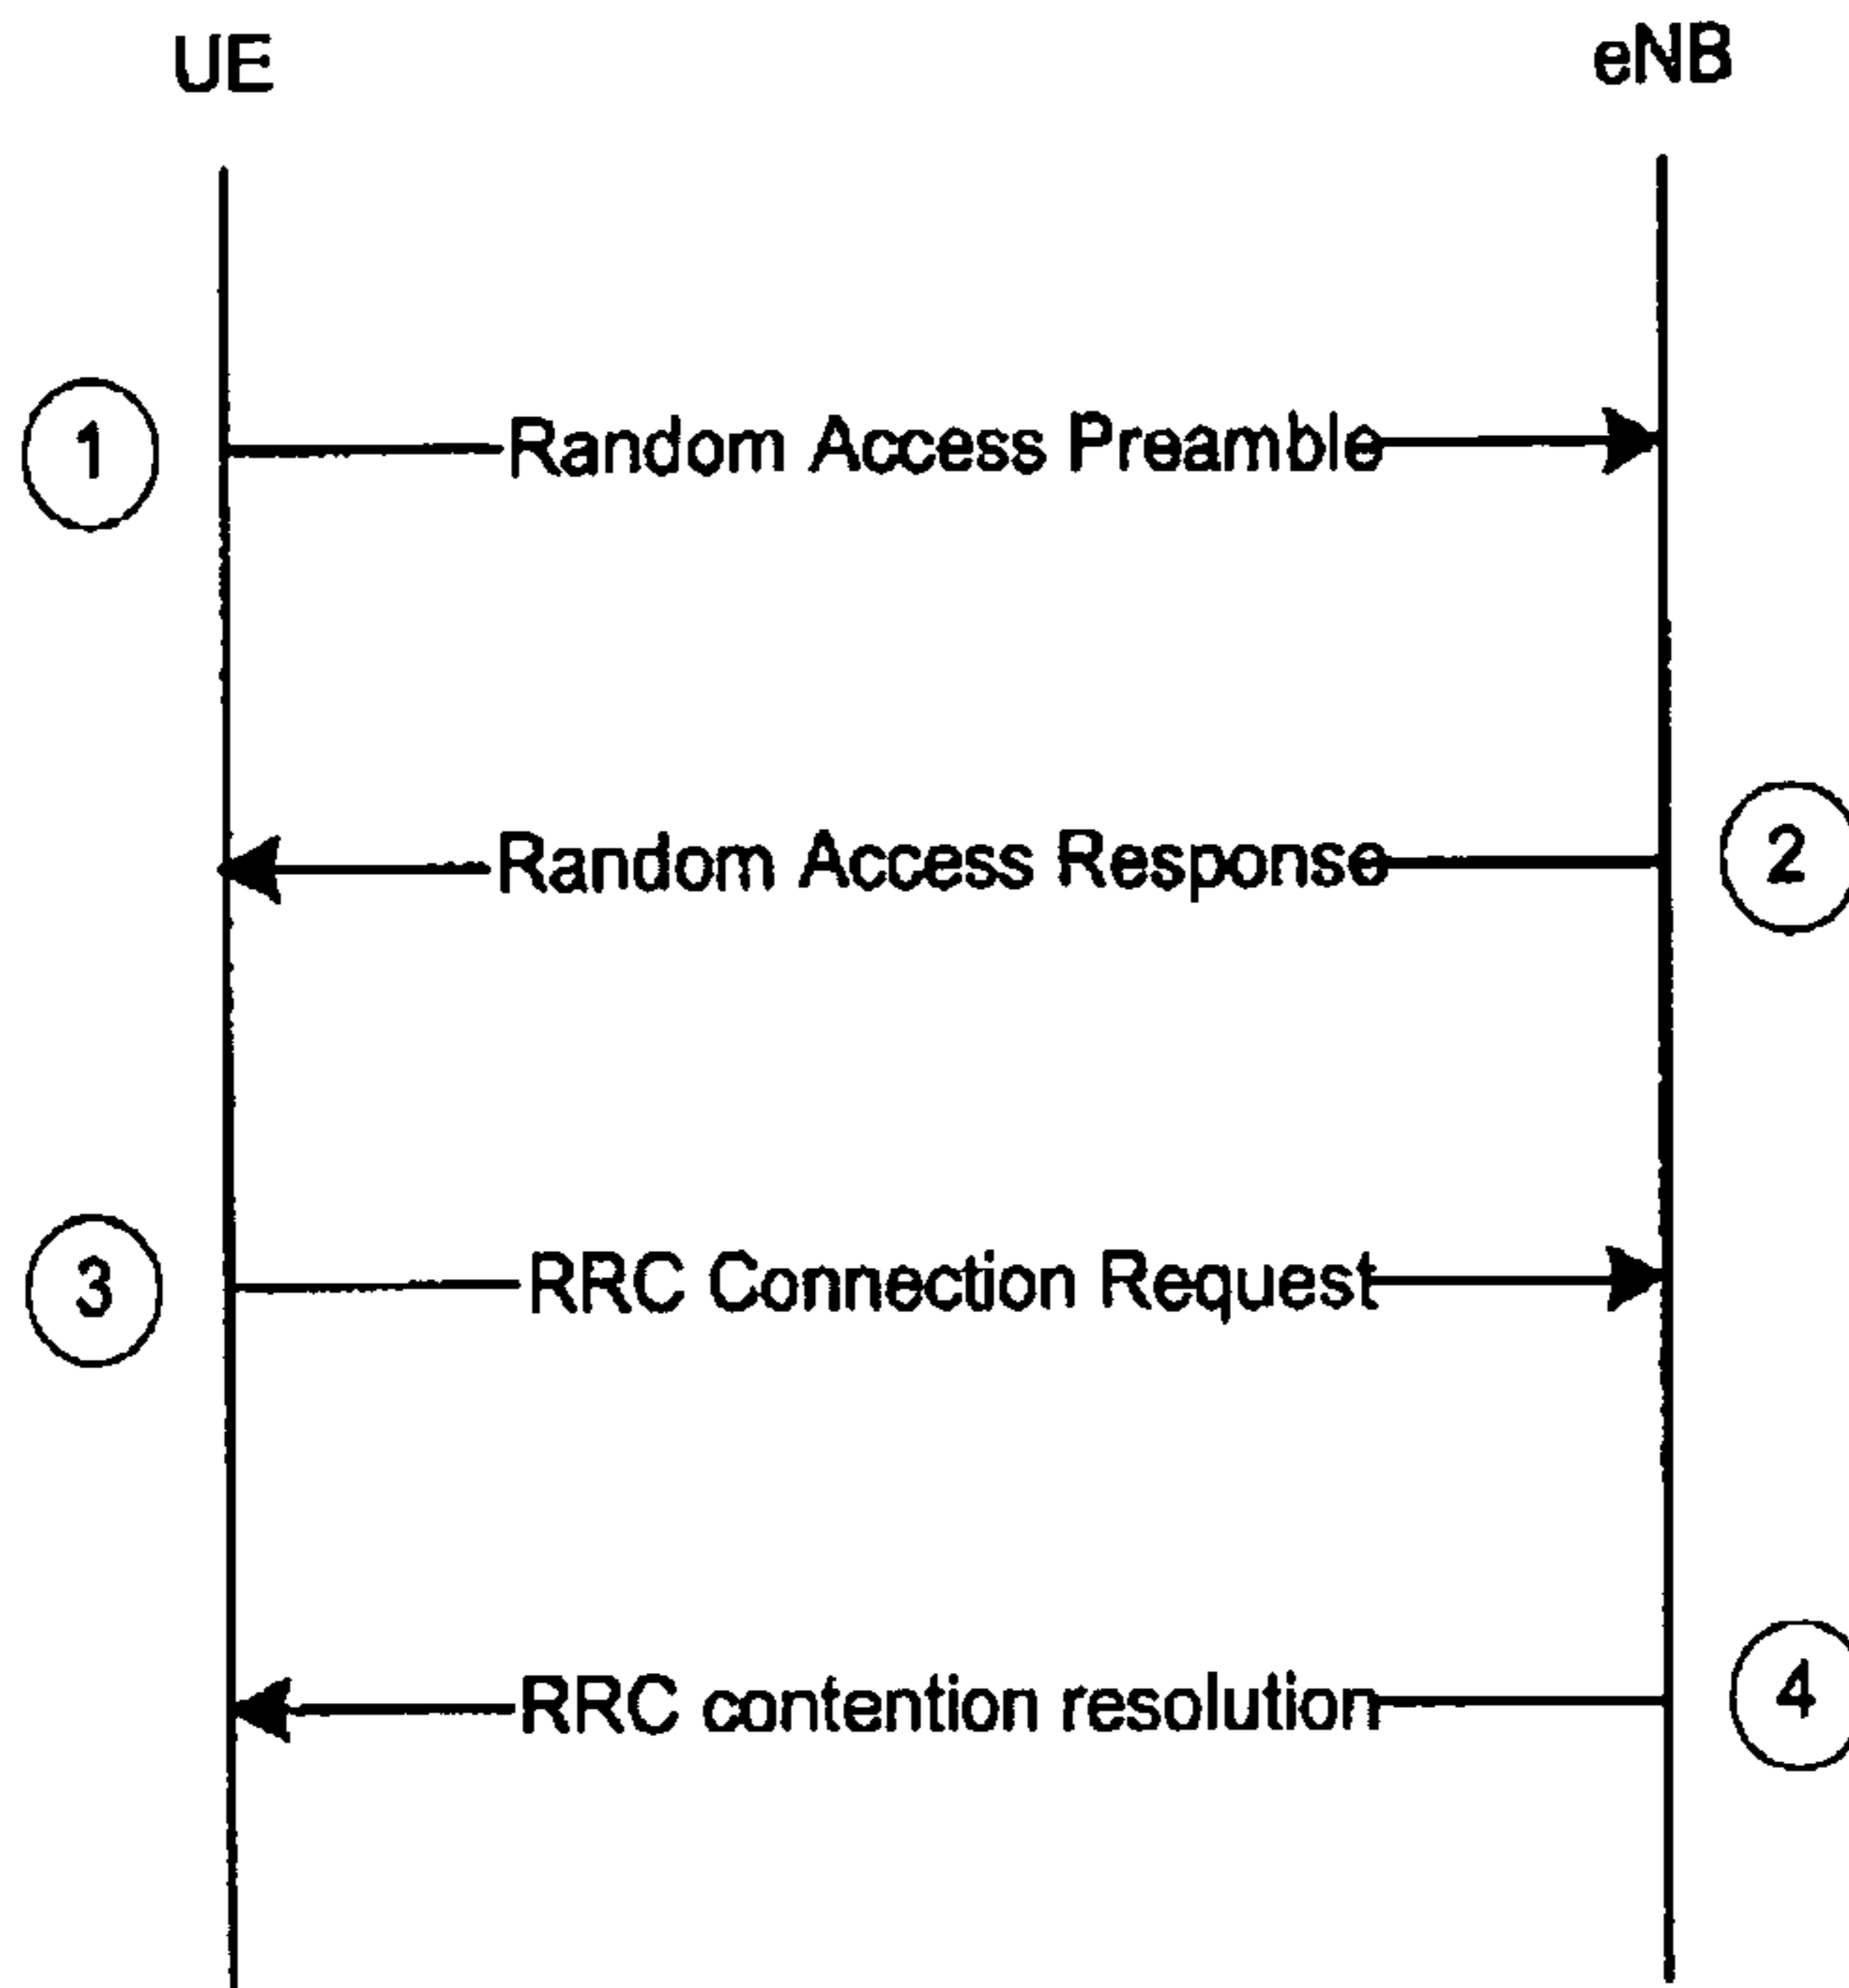 UE
eNB
1
Random Access Preamble
Random Access Response
2
3
RRC Connection Request
RRC contention resolution
4